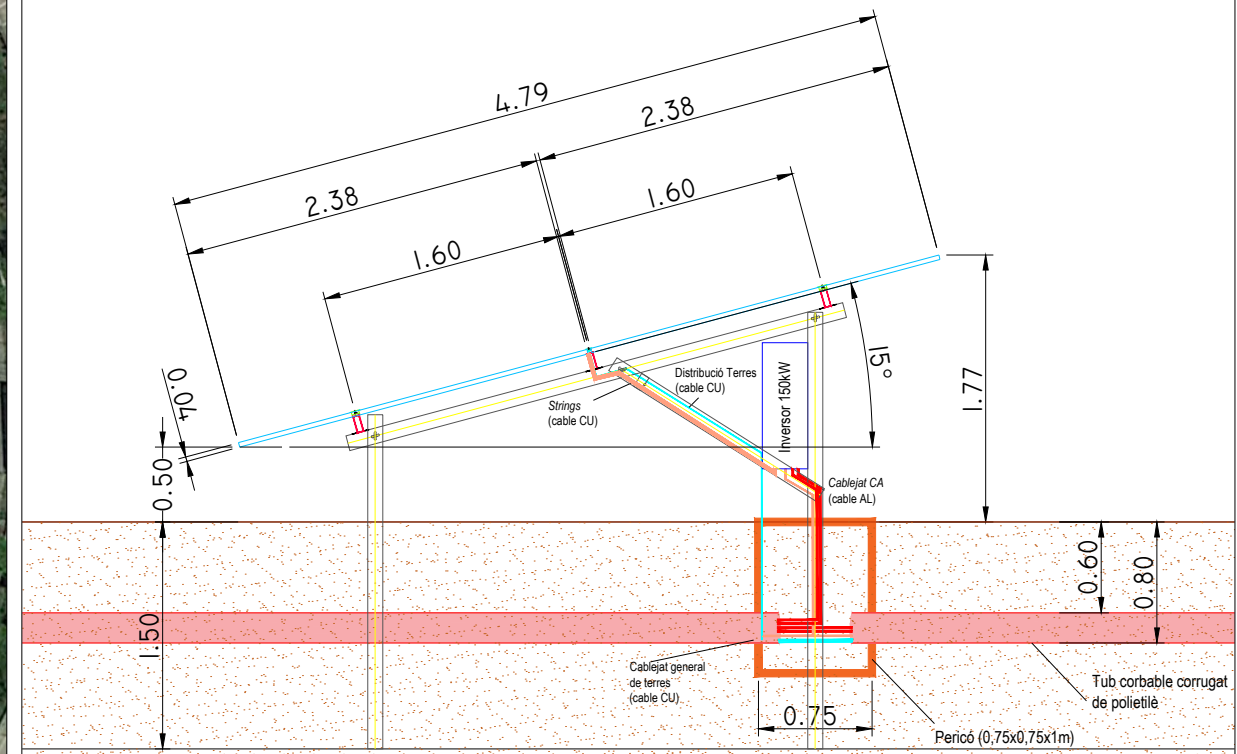 4.79
2.38
2.38
1.60
1.60
15°
1.77
0.04
0.50
1.50
0.60
0.80
0.75
Distribució Terres
(cable CU)
Strings
(cable CU)
Inversor 150kW
Cablejat CA
(cable AL)
Cablejat general
de terres
(cable CU)
Tub corbable corrugat
de polietilè
Pericó (0,75x0,75x1m)